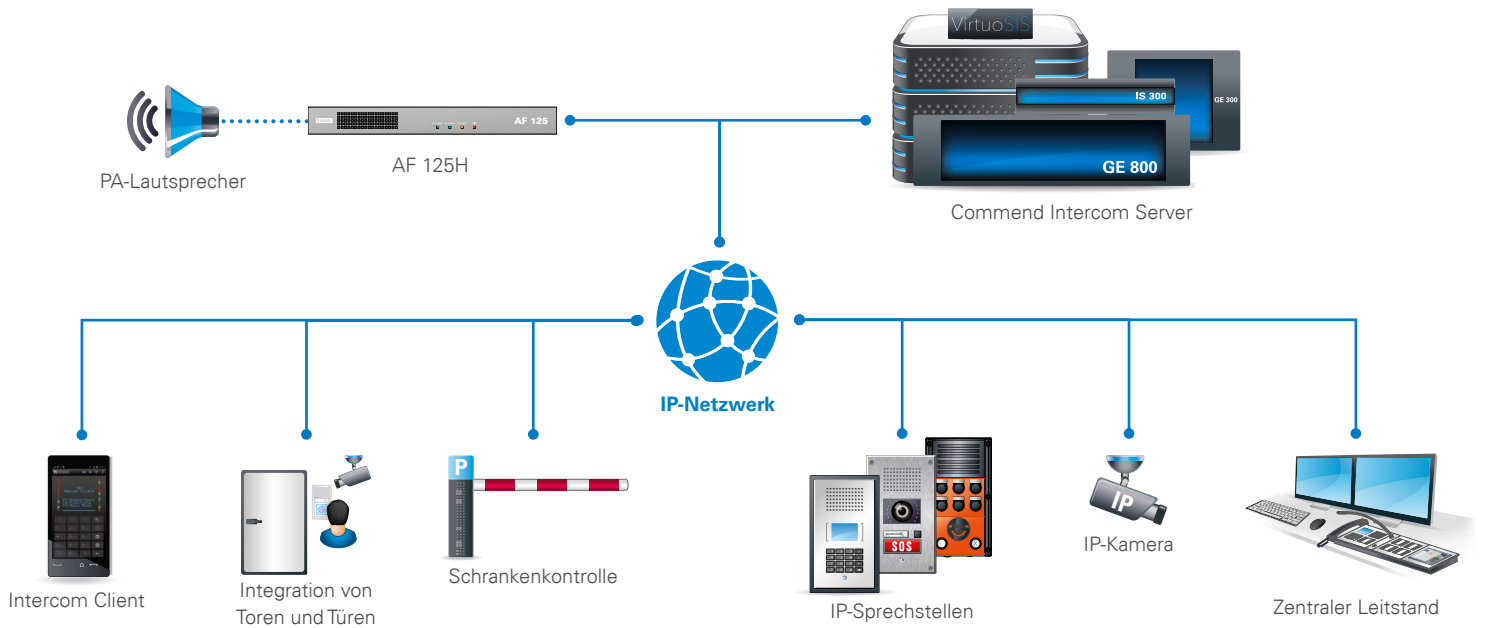 VirtuoSIS
IS 300
GE 300
GE 800
AF 125
PA-Lautsprecher
AF 125H
Commend Intercom Server
IP-Netzwerk
P
SOS
IP
Intercom Client
Integration von
Toren und Türen
Schrankenkontrolle
IP-Sprechstellen
IP-Kamera
Zentraler Leitstand